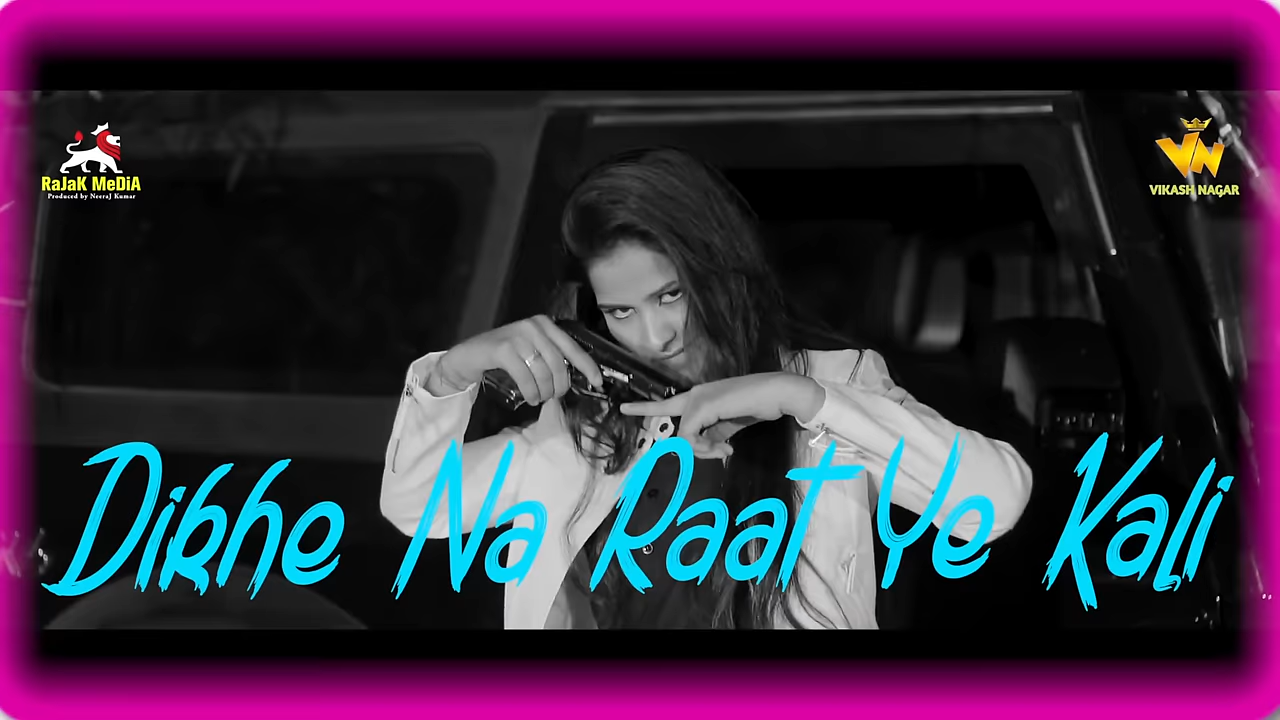 RaJaK MeDiA
Produced by NeeraJ Kumar
VIKASH NAGAR
Dikhe Na Raat Ye Kali